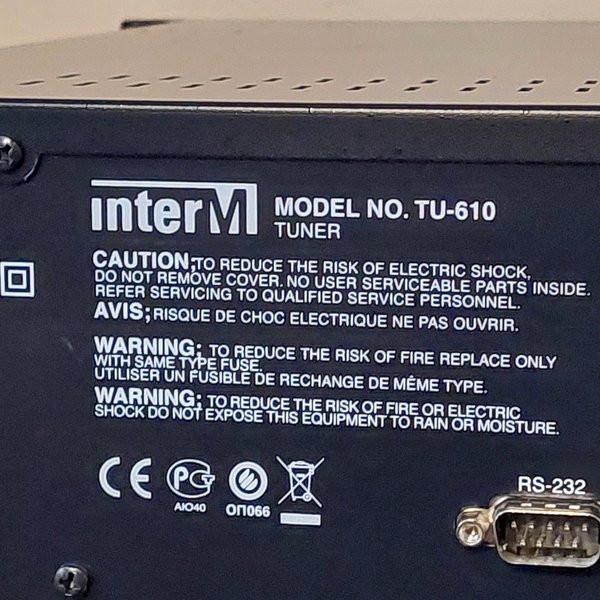 interM
MODEL NO. TU-610
TUNER
CAUTION; TO REDUCE THE RISK OF ELECTRIC SHOCK,
DO NOT REMOVE COVER. NO USER SERVICEABLE PARTS INSIDE.
REFER SERVICING TO QUALIFIED SERVICE PERSONNEL.
AVIS; RISQUE DE CHOC ELECTRIQUE NE PAS OUVRIR.
WARNING; TO REDUCE THE RISK OF FIRE REPLACE ONLY
WITH SAME TYPE FUSE.
UTILISER UN FUSIBLE DE RECHANGE DE MÊME TYPE.
WARNING; TO REDUCE THE RISK OF FIRE OR ELECTRIC
SHOCK DO NOT EXPOSE THIS EQUIPMENT TO RAIN OR MOISTURE.
RS-232
CE
РСТ
АІО40
ОП066